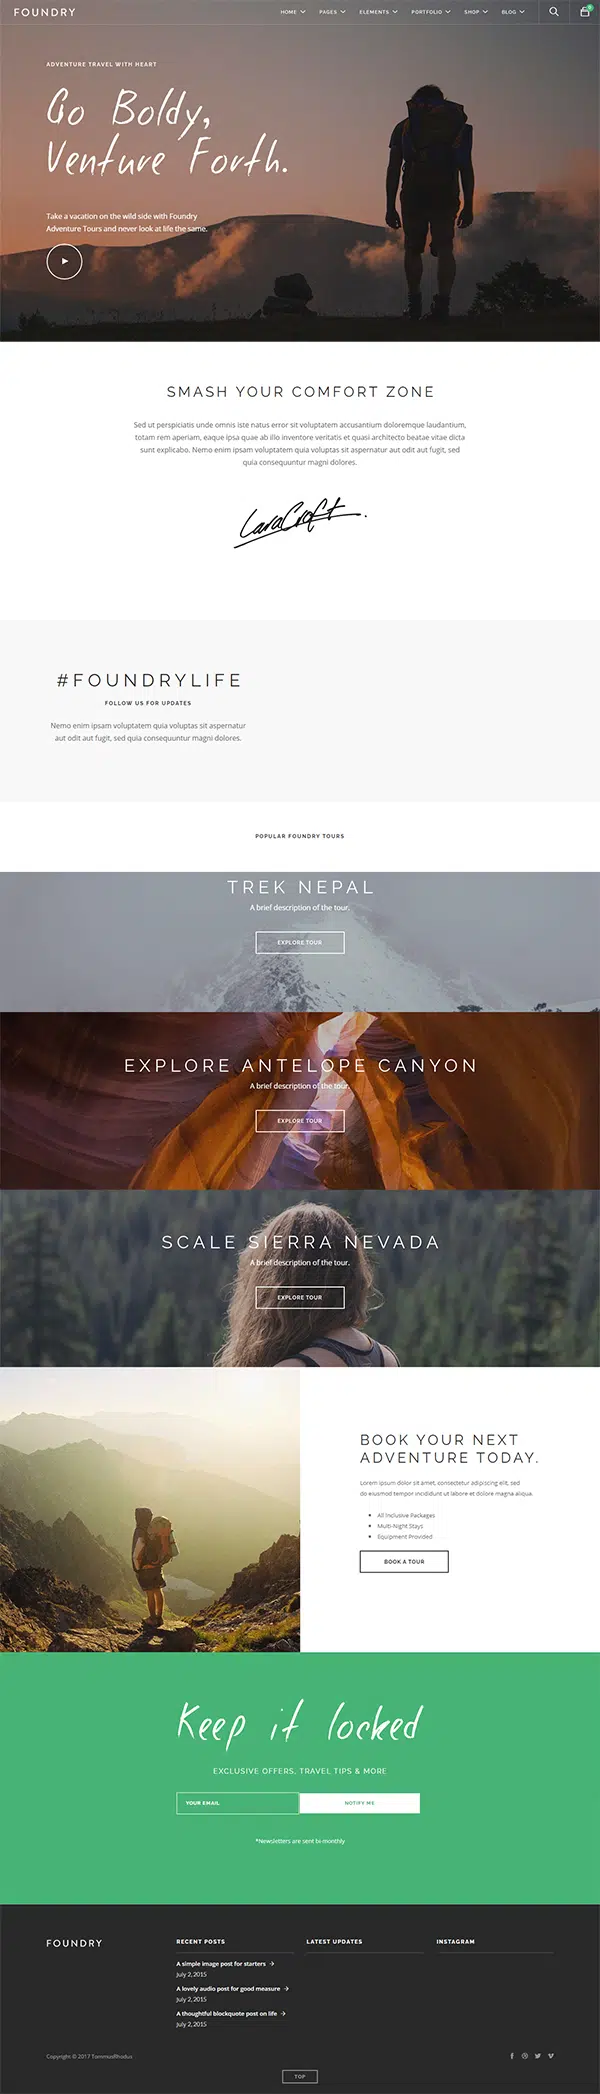 FOUNDRY
HOME PAGES ELEMENTS PORTFOLIO SHOP BLOG
ADVENTURE TRAVEL WITH HEART
Go Boldy,
Venture Forth.
Take a vacation on the wild side with Foundry
Adventure Tours and never look at life the same.
SMASH YOUR COMFORT ZONE
Sed ut perspiciatis unde omnis iste natus error sit voluptatem accusantium doloremque laudantium,
totam rem aperiam, eaque ipsa quae ab illo inventore veritatis et quasi architecto beatae vitae dicta
sunt explicabo. Nemo enim ipsam voluptatem quia voluptas sit aspernatur aut odit aut fugit, sed
quia consequuntur magni dolores.
LaraCroft.
#FOUNDRYLIFE
FOLLOW US FOR UPDATES
Nemo enim ipsam voluptatem quia voluptas sit aspernatur
aut odit aut fugit, sed quia consequuntur magni dolores.
POPULAR FOUNDRY TOURS
TREK NEPAL
A brief description of the tour.
EXPLORE TOUR
EXPLORE ANTELOPE CANYON
A brief description of the tour.
EXPLORE TOUR
SCALE SIERRA NEVADA
A brief description of the tour.
EXPLORE TOUR
BOOK YOUR NEXT
ADVENTURE TODAY.
Lorem ipsum dolor sit amet, consectetur adipiscing elit, sed
do eiusmod tempor incididunt ut labore et dolore magna aliqua.
All Inclusive Packages
Multi-Night Stays
Equipment Provided
BOOK A TOUR
Keep it locked
EXCLUSIVE OFFERS, TRAVEL TIPS & MORE
YOUR EMAIL NOTIFY ME
*Newsletters are sent bi-monthly
FOUNDRY
RECENT POSTS
A simple image post for starters
July 2, 2015
A lovely audio post for good measure
July 2, 2015
A thoughtful blockquote post on life
July 2, 2015
LATEST UPDATES
INSTAGRAM
Copyright © 2017 TommusRhodus
TOP